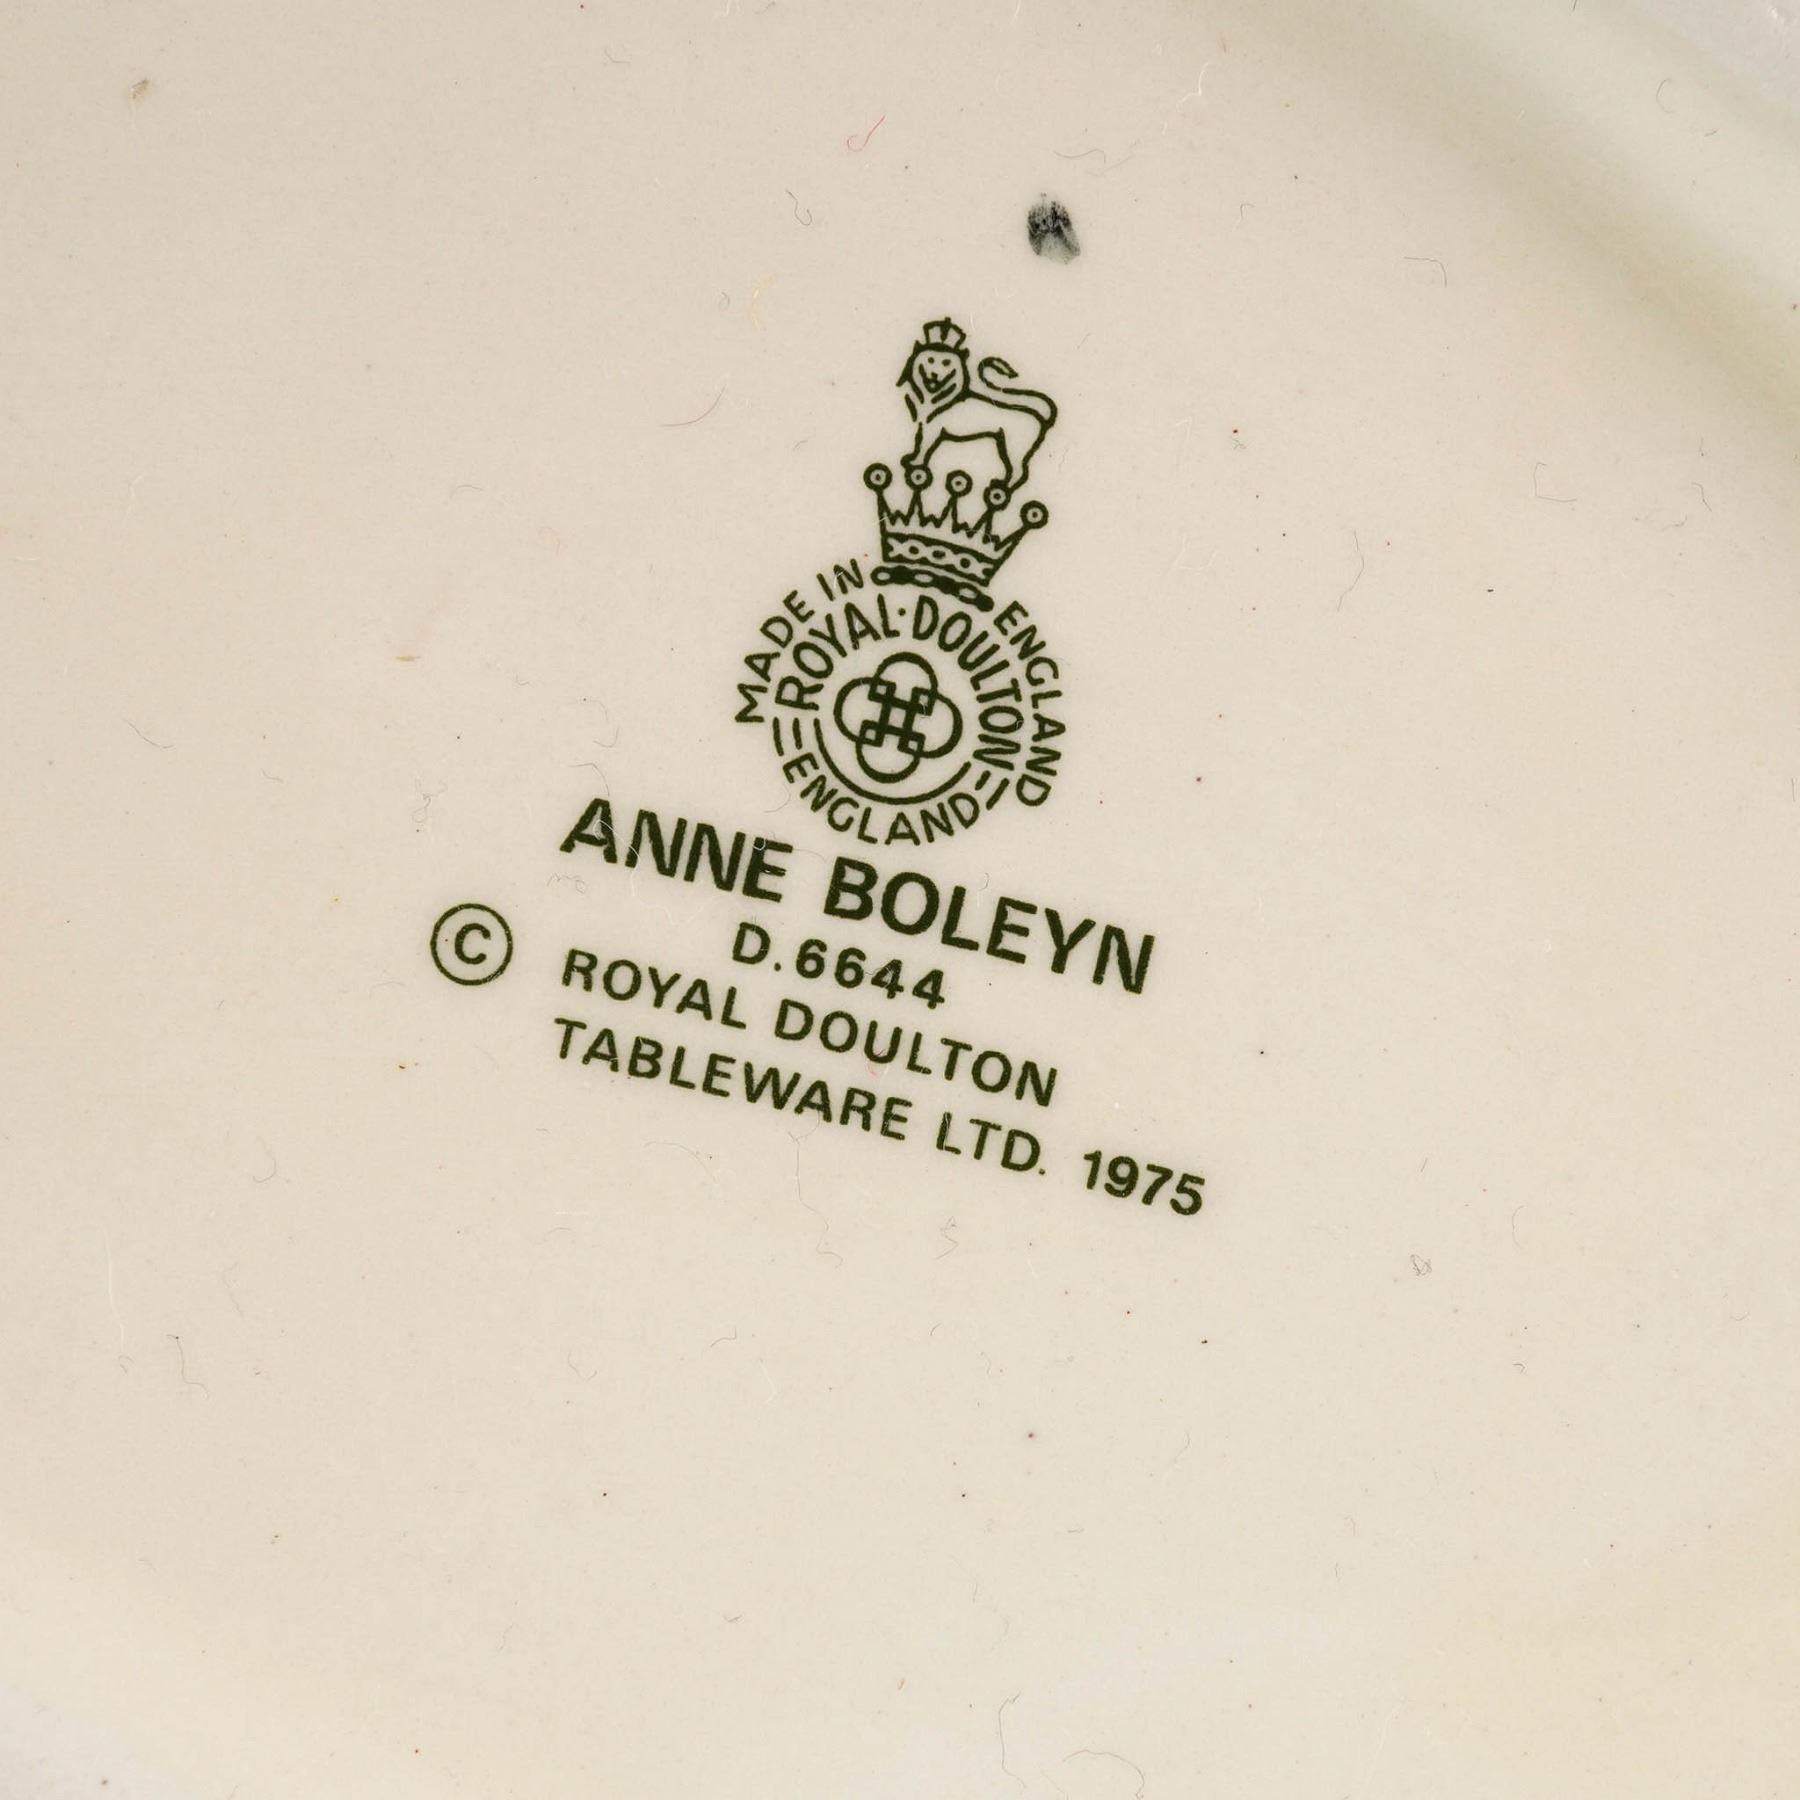 MADE IN ENGLAND
ROYAL·DOULTON
ENGLAND
ANNE BOLEYN
D.6644
© ROYAL DOULTON
TABLEWARE LTD. 1975